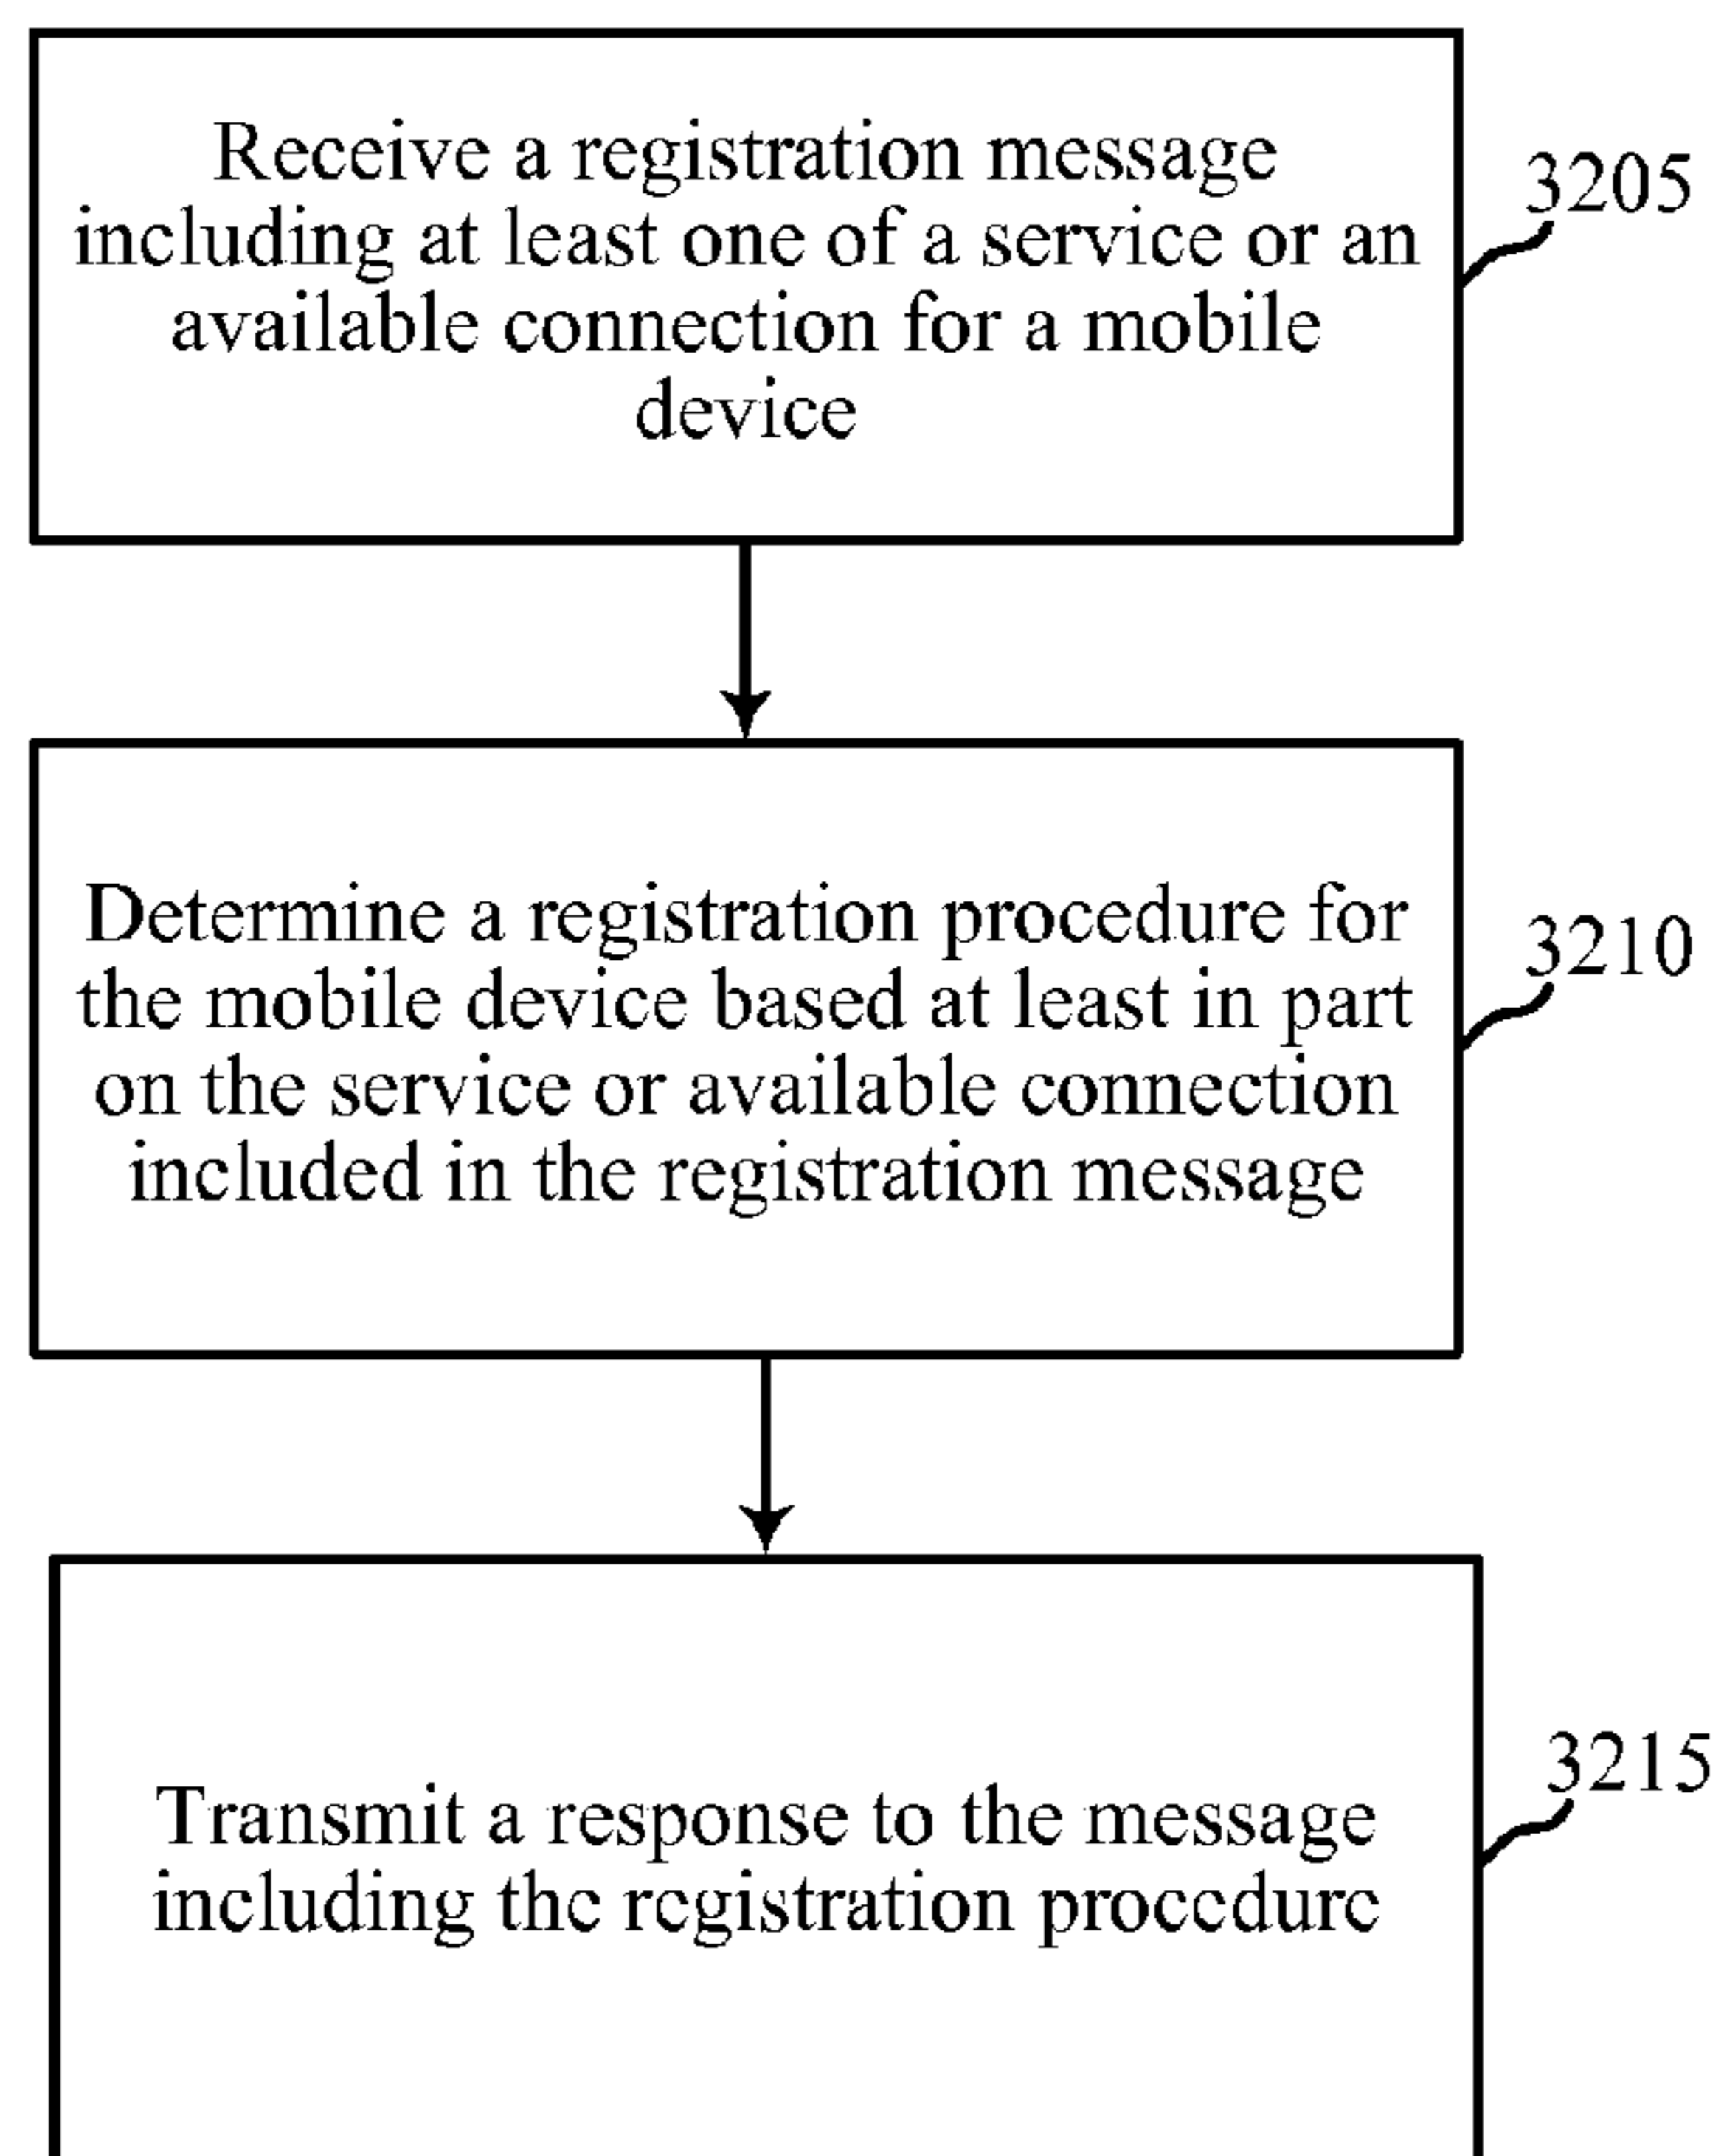 Receive a registration message
including at least one of a service or an
available connection for a mobile
device
3205
Determine a registration procedure for
the mobile device based at least in part
on the service or available connection
included in the registration message
3210
Transmit a response to the message
including the registration procedure
3215